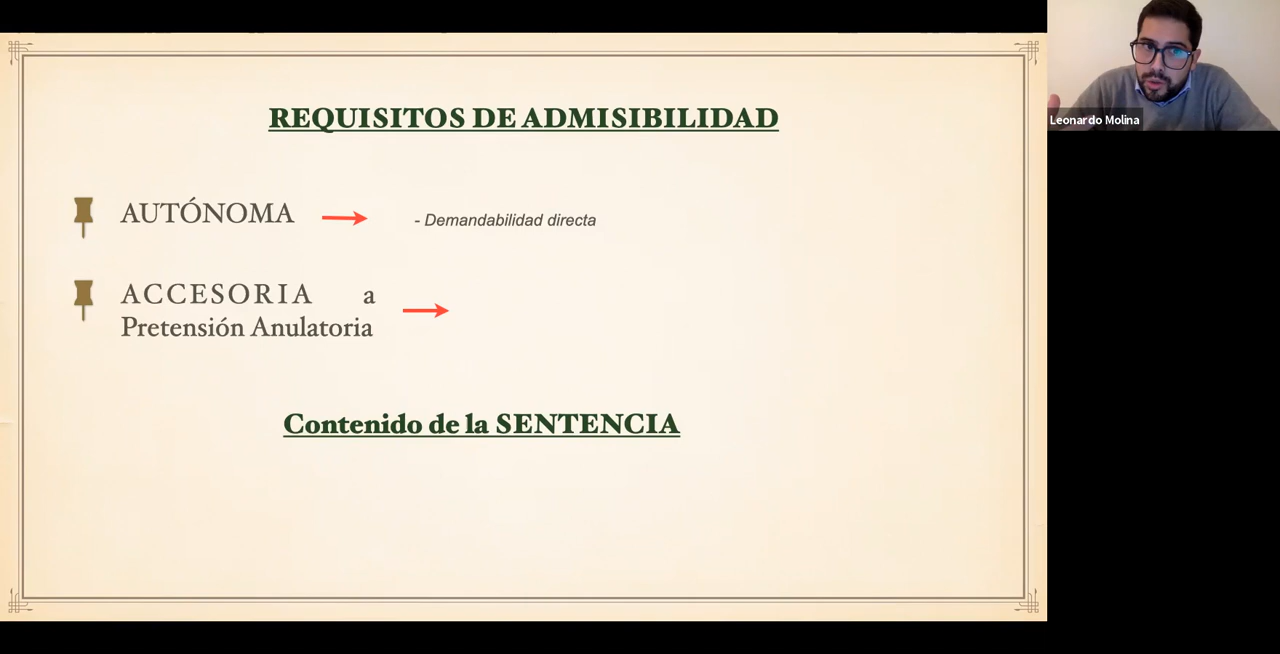 REQUISITOS DE ADMISIBILIDAD
AUTÓNOMA
- Demandabilidad directa
ACCESORIA a
Pretensión Anulatoria
Contenido de la SENTENCIA
Leonardo Molina